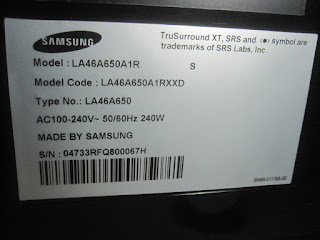 SAMSUNG
TruSurround XT, SRS and (●) symbol are
trademarks of SRS Labs, Inc.
Model : LA46A650A1R S
Model Code : LA46A650A1RXXD
Type No.: LA46A650
AC100-240V~ 50/60Hz 240W
MADE BY SAMSUNG
S/N : 04733RFQ800067H